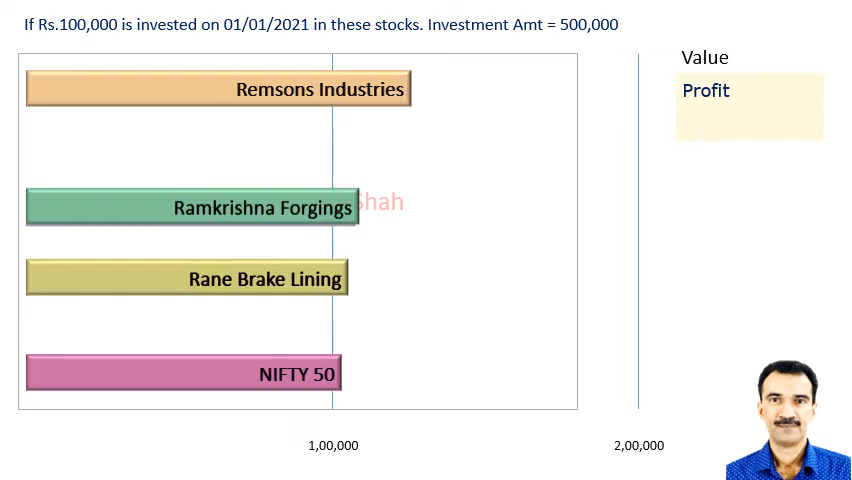 If Rs.100,000 is invested on 01/01/2021 in these stocks. Investment Amt = 500,000
Value
Profit
Remsons Industries
Ramkrishna Forgings
Rane Brake Lining
NIFTY 50
1,00,000
2,00,000